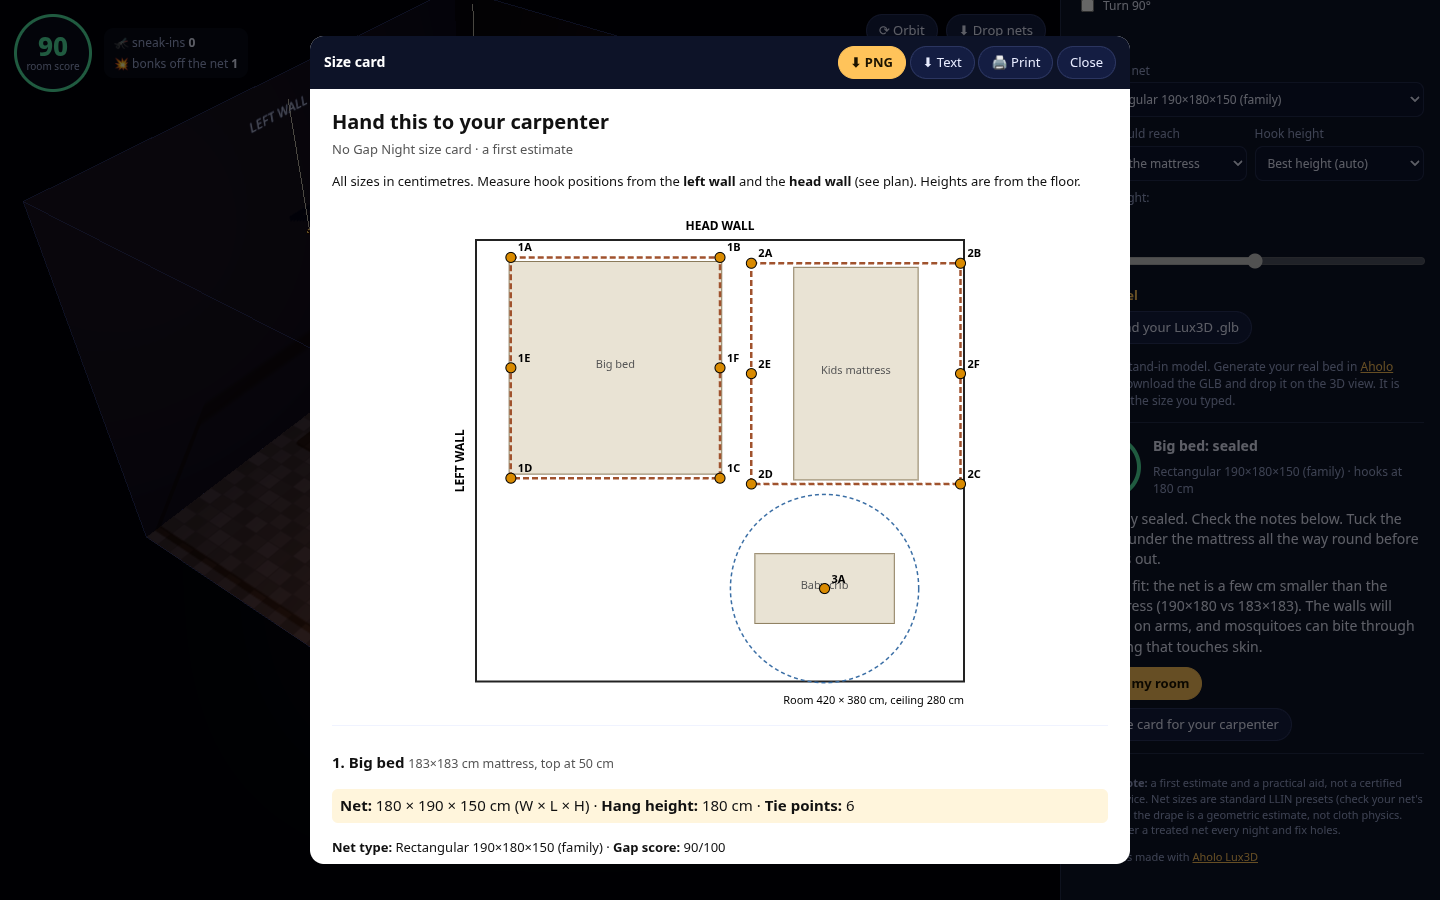 90
room score
sneak-ins 0
bonks off the net 1
Orbit
Drop nets
Turn 90°
LEFT WALL
Size card
PNG
Text
Print
Close
net
gular 190×180×150 (family)
uld reach
Hook height
the mattress
Best height (auto)
ght:
el
d your Lux3D .glb
tand-in model. Generate your real bed in Aholo
ownload the GLB and drop it on the 3D view. It is
the size you typed.
Big bed: sealed
Rectangular 190×180×150 (family) · hooks at
180 cm
y sealed. Check the notes below. Tuck the
under the mattress all the way round before
out.
fit: the net is a few cm smaller than the
ress (190×180 vs 183×183). The walls will
on arms, and mosquitoes can bite through
ng that touches skin.
my room
e card for your carpenter
ote: a first estimate and a practical aid, not a certified
ice. Net sizes are standard LLIN presets (check your net's
the drape is a geometric estimate, not cloth physics.
er a treated net every night and fix holes.
s made with Aholo Lux3D
Hand this to your carpenter
No Gap Night size card · a first estimate
All sizes in centimetres. Measure hook positions from the left wall and the head wall (see plan). Heights are from the floor.
HEAD WALL
1A
1B
2A
2B
1E
1F
2E
2F
Big bed
Kids mattress
LEFT WALL
1D
1C
2D
2C
3A
Baby crib
Room 420 × 380 cm, ceiling 280 cm
1. Big bed 183×183 cm mattress, top at 50 cm
Net: 180 × 190 × 150 cm (W × L × H) · Hang height: 180 cm · Tie points: 6
Net type: Rectangular 190×180×150 (family) · Gap score: 90/100